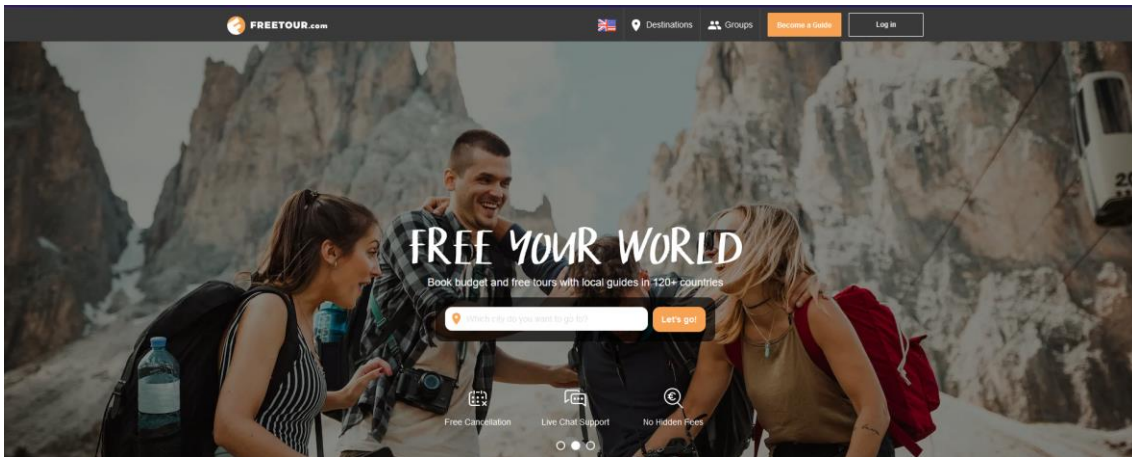 FREETOUR.com
Destinations
Groups
Become a Guide
Log in
20
FREE YOUR WORLD
Book budget and free tours with local guides in 120+ countries
Which city do you want to go to?
Let's go!
Free Cancellation
Live Chat Support
No Hidden Fees